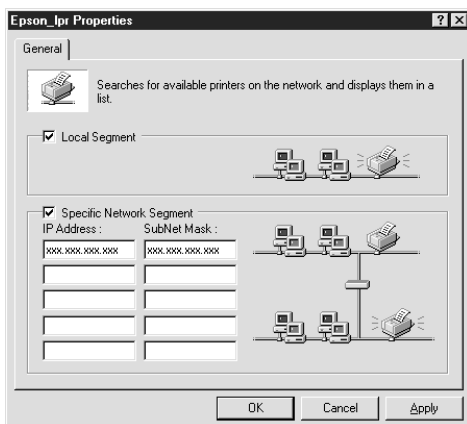 Epson_lpr Properties
General
Searches for available printers on the network and displays them in a
list.
Local Segment
Specific Network Segment
IP Address : SubNet Mask :
xxx.xxx.xxx.xxx xxx.xxx.xxx.xxx
OK Cancel Apply